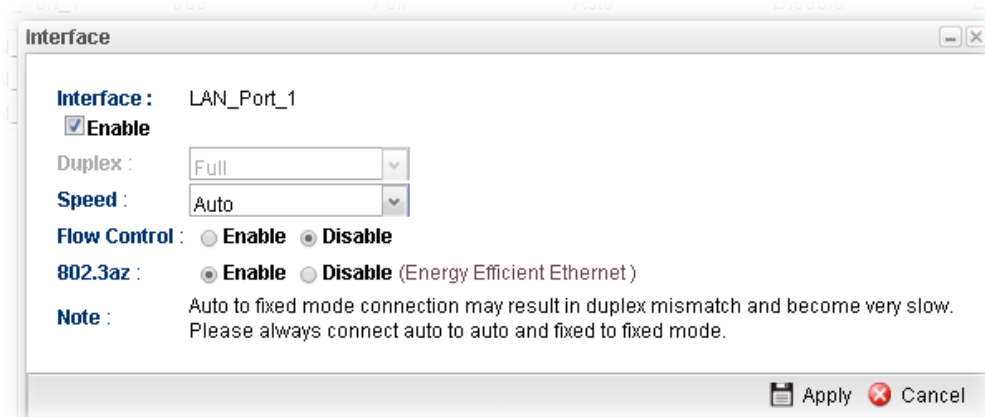 Interface
Interface : LAN_Port_1
Enable
Duplex : Full
Speed : Auto
Flow Control : Enable Disable
802.3az : Enable Disable (Energy Efficient Ethernet )
Note : Auto to fixed mode connection may result in duplex mismatch and become very slow.
Please always connect auto to auto and fixed to fixed mode.
Apply Cancel